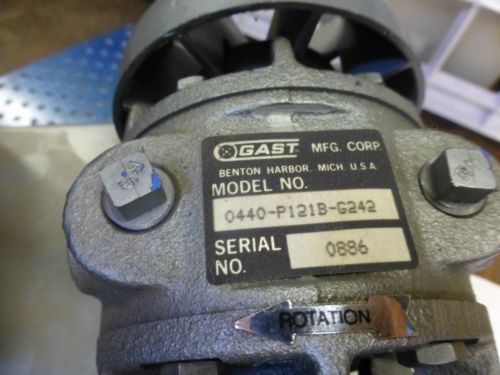 GAST MFG. CORP.
BENTON HARBOR. MICH. U.S.A.
MODEL NO.
0440-P121B-G242
SERIAL NO. 0886
ROTATION